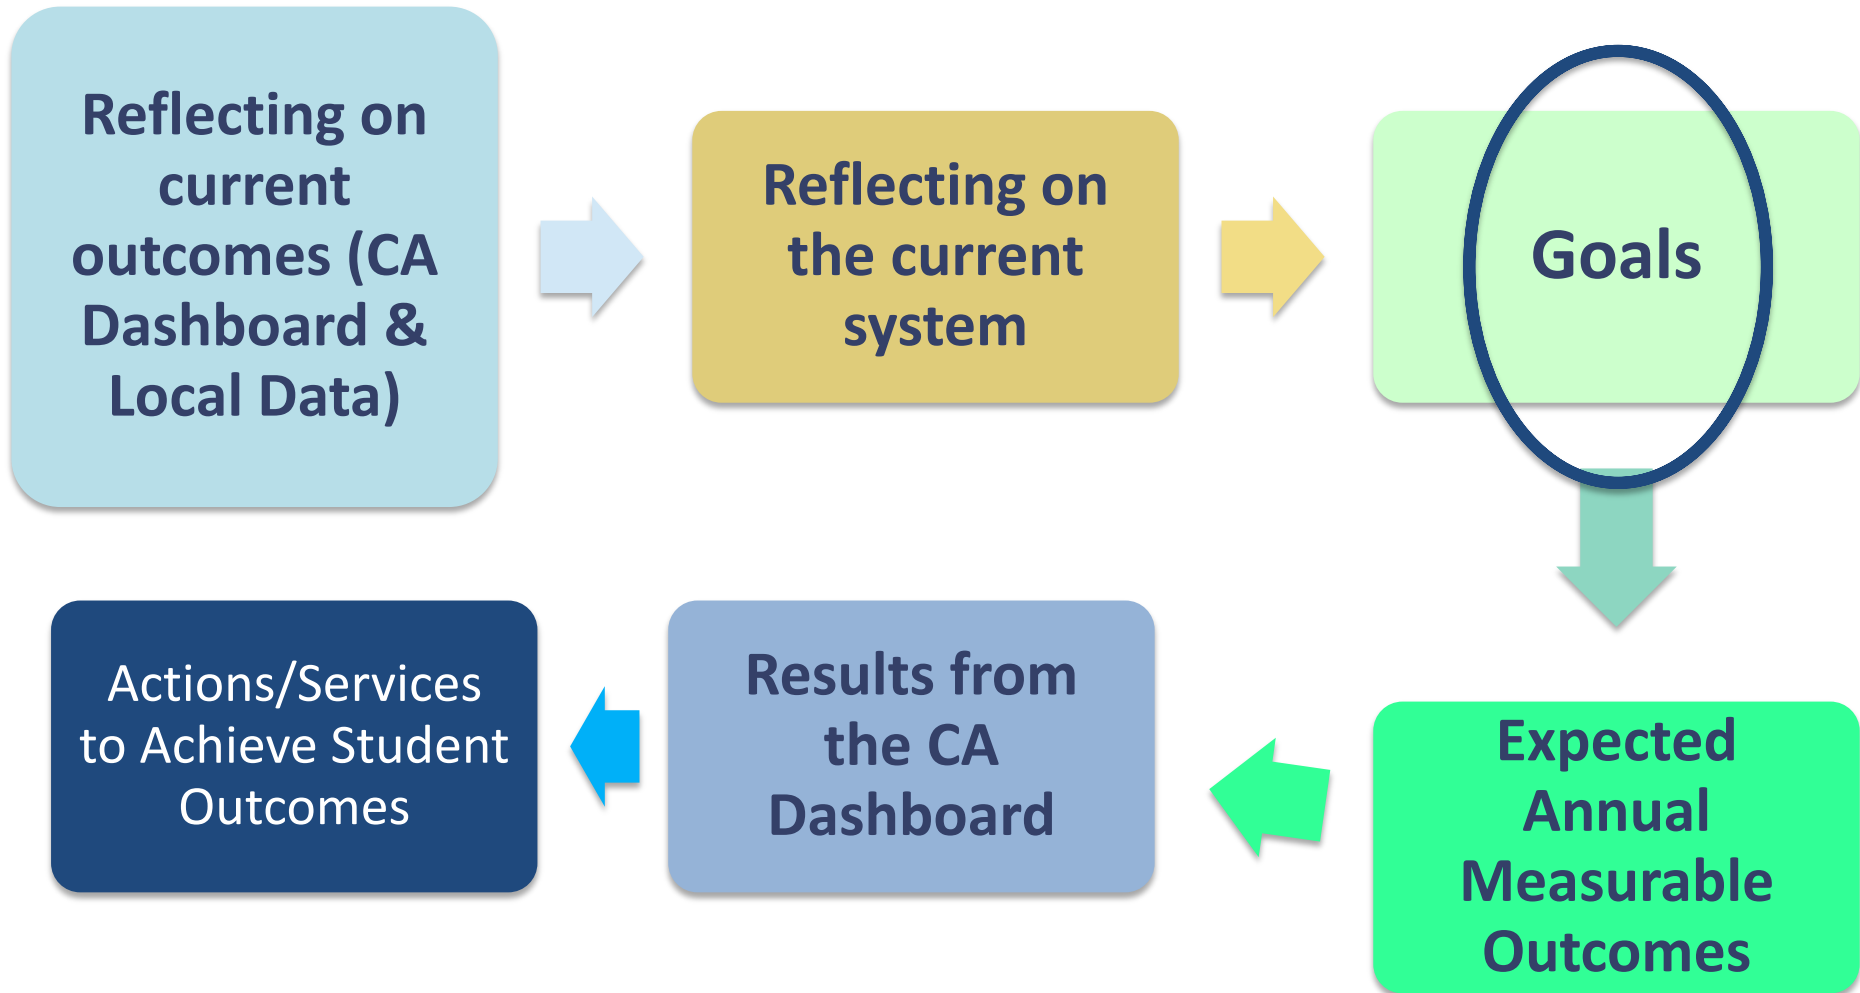 Reflecting on
current
outcomes (CA
Dashboard &
Local Data)
Reflecting on
the current
system
Goals
Expected
Annual
Measurable
Outcomes
Results from
the CA
Dashboard
Actions/Services
to Achieve Student
Outcomes